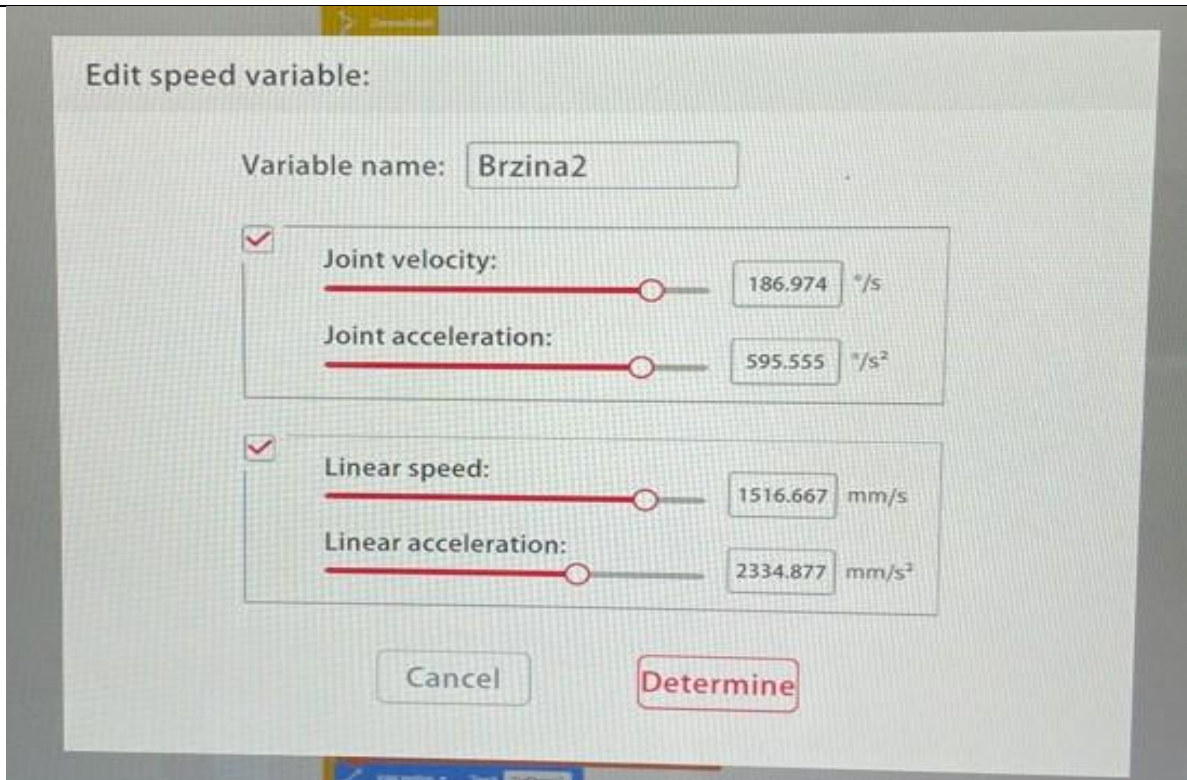 Edit speed variable:
Variable name: Brzina2
Joint velocity:
186.974 °/s
Joint acceleration:
595.555 °/s²
Linear speed:
1516.667 mm/s
Linear acceleration:
2334.877 mm/s²
Cancel Determine